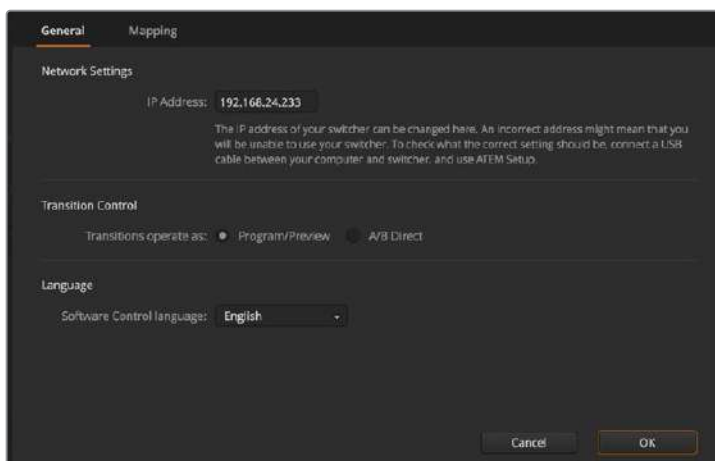 General Mapping
Network Settings
IP Address: 192.168.24.233
The IP address of your switcher can be changed here. An incorrect address might mean that you
will be unable to use your switcher. To check what the correct setting should be, connect a USB
cable between your computer and switcher, and use ATEM Setup.
Transition Control
Transitions operate as: Program/Preview A/B Direct
Language
Software Control language: English
Cancel OK